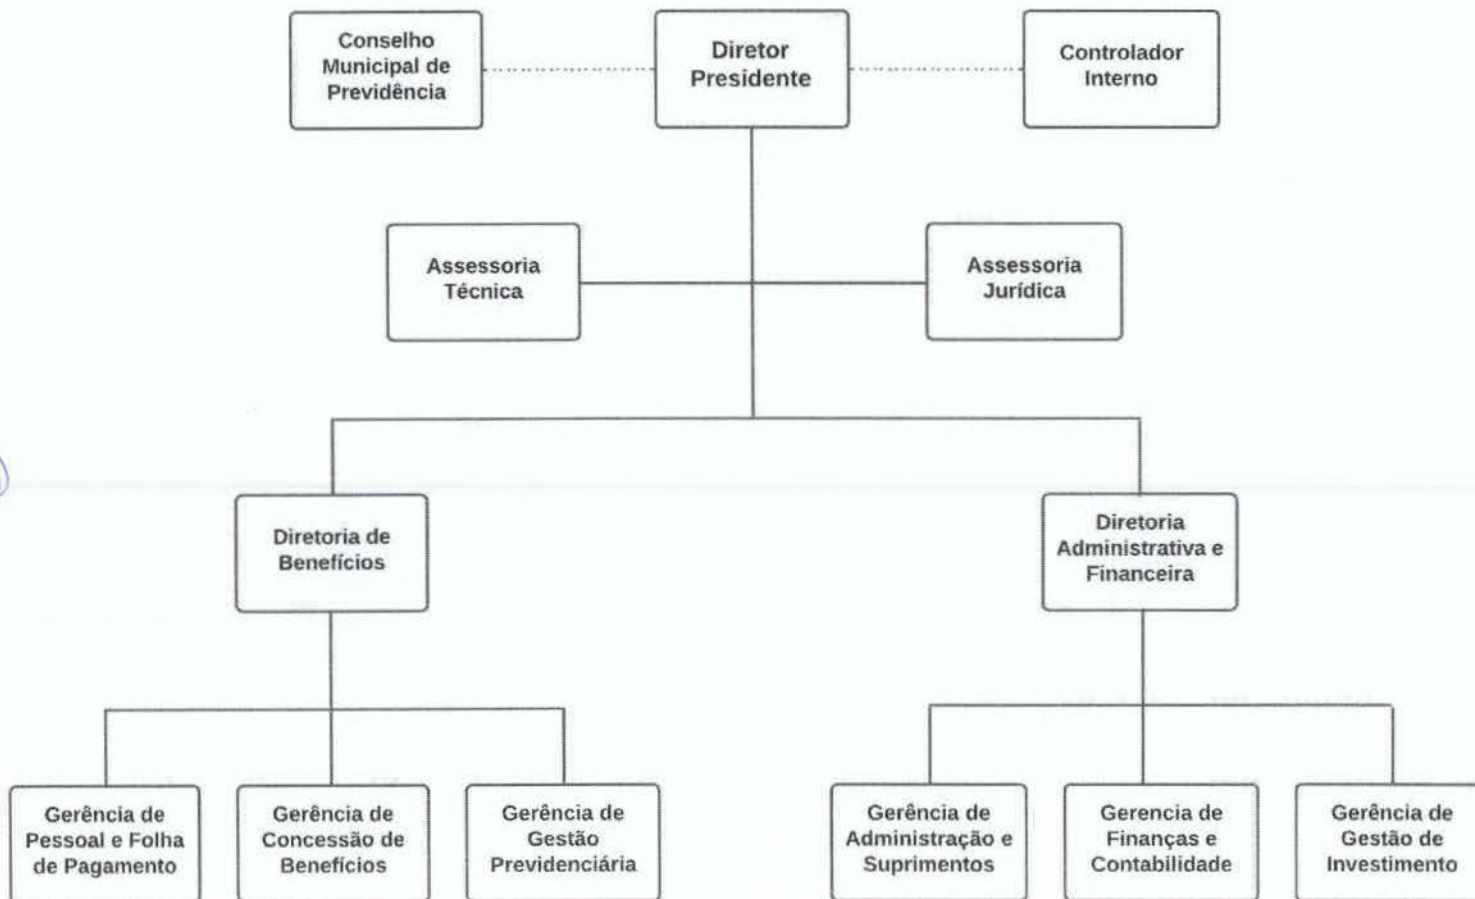 Conselho
Municipal de
Previdência
Diretor
Presidente
Controlador
Interno
Assessoria
Técnica
Assessoria
Jurídica
Diretoria de
Benefícios
Diretoria
Administrativa e
Financeira
Gerência de
Pessoal e Folha
de Pagamento
Gerência de
Concessão de
Benefícios
Gerência de
Gestão
Previdenciária
Gerência de
Administração e
Suprimentos
Gerencia de
Finanças e
Contabilidade
Gerência de
Gestão de
Investimento